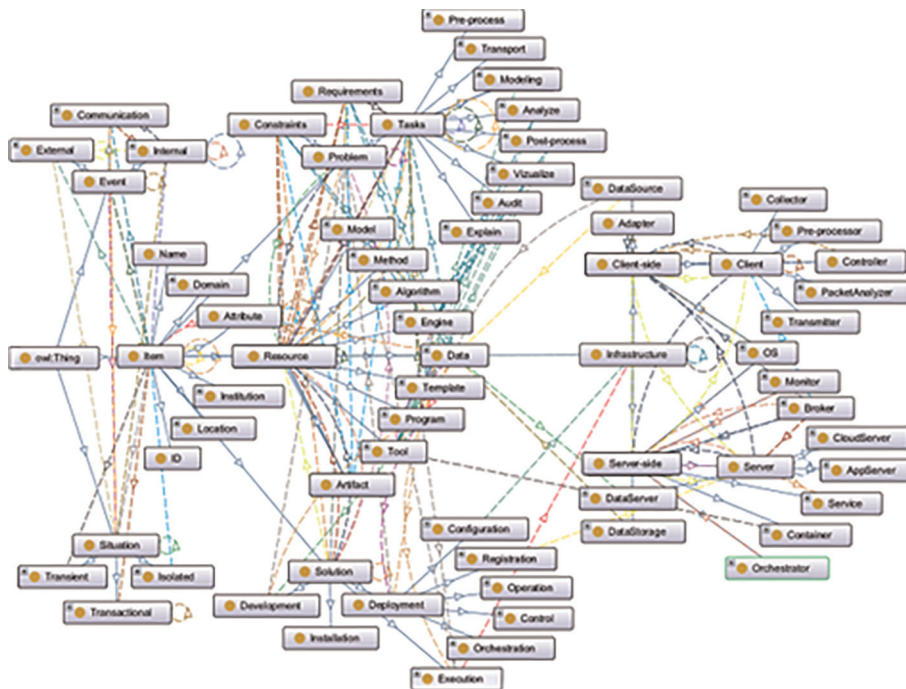 Pre-process
Transport
Requirements
Modeling
Communication
Constraints
Tasks
Analyze
External
Internal
Problem
Post-process
Event
Vizualize
DataSource
Audit
Collector
Adapter
Model
Explain
Pre-processor
Name
Method
Client-side
Client
Controller
Domain
Algorithm
PacketAnalyzer
Attribute
Engine
Transmitter
owl:Thing
Item
Resource
Data
Infrastructure
OS
Institution
Template
Monitor
Location
Program
Broker
ID
Tool
CloudServer
Server-side
Server
AppServer
Artifact
DataServer
Service
Configuration
DataStorage
Container
Situation
Registration
Transient
Isolated
Solution
Orchestrator
Operation
Transactional
Development
Deployment
Control
Installation
Orchestration
Execution